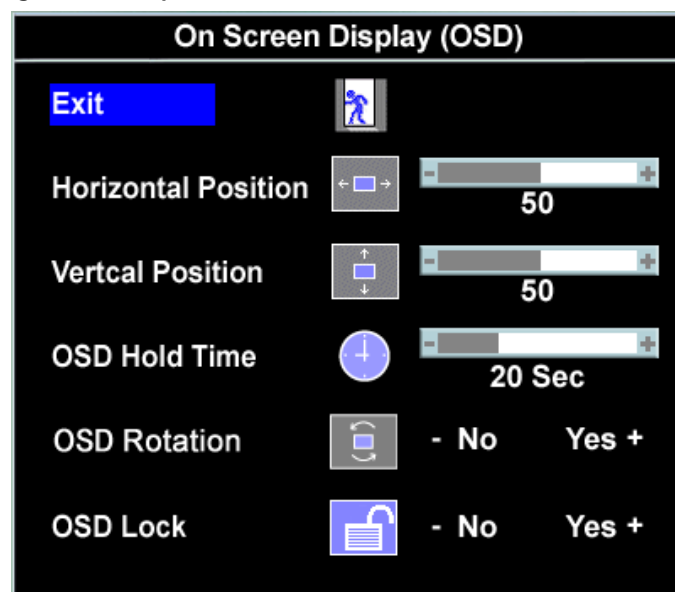 On Screen Display (OSD)
Exit
Horizontal Position - +
50
Vertcal Position - +
50
OSD Hold Time - +
20 Sec
OSD Rotation - No Yes +
OSD Lock - No Yes +